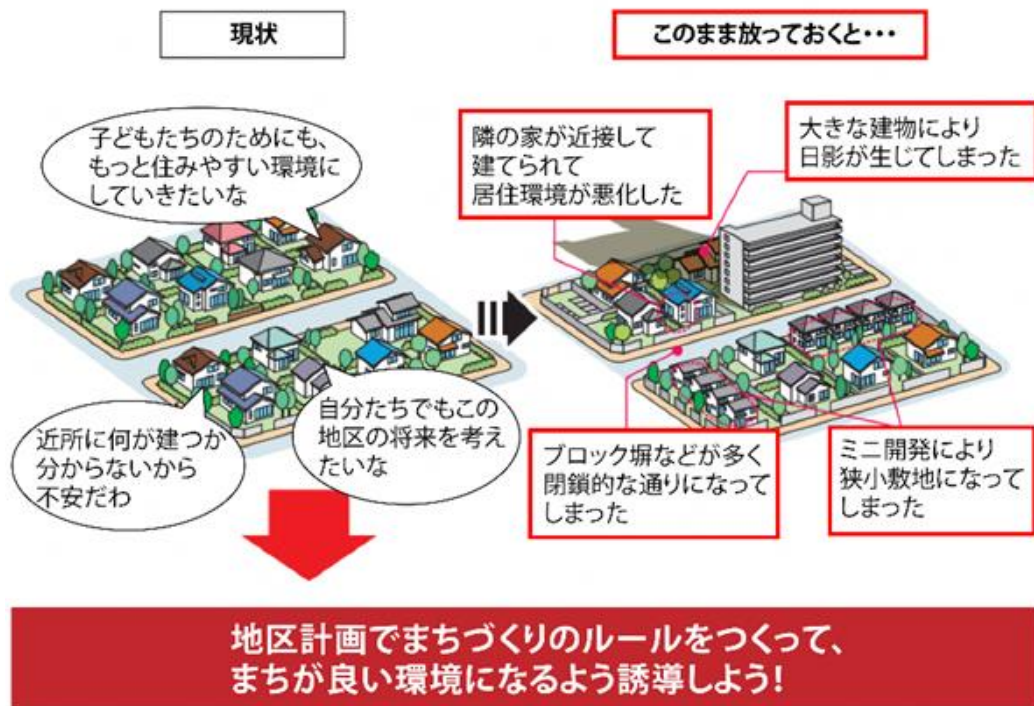 現状
このまま放っておくと・・・
子どもたちのためにも、
もっと住みやすい環境に
していきたいな
隣の家が近接して
建てられて
居住環境が悪化した
大きな建物により
日影が生じてしまった
近所に何が建つか
分からないから
不安だわ
自分たちでもこの
地区の将来を考え
たいな
ブロック塀などが多く
閉鎖的な通りになって
しまった
ミニ開発により
狭小敷地になって
しまった
地区計画でまちづくりのルールをつくって、
まちが良い環境になるよう誘導しよう!